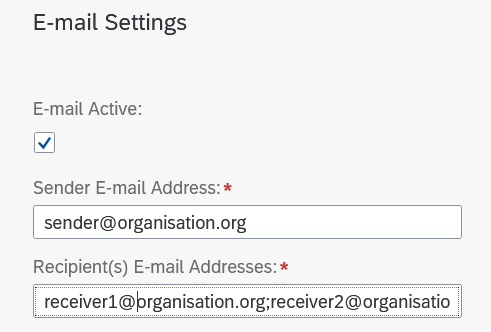 E-mail Settings
E-mail Active:
Sender E-mail Address:*
sender@organisation.org
Recipient(s) E-mail Addresses:*
receiver1@organisation.org;receiver2@organisatio